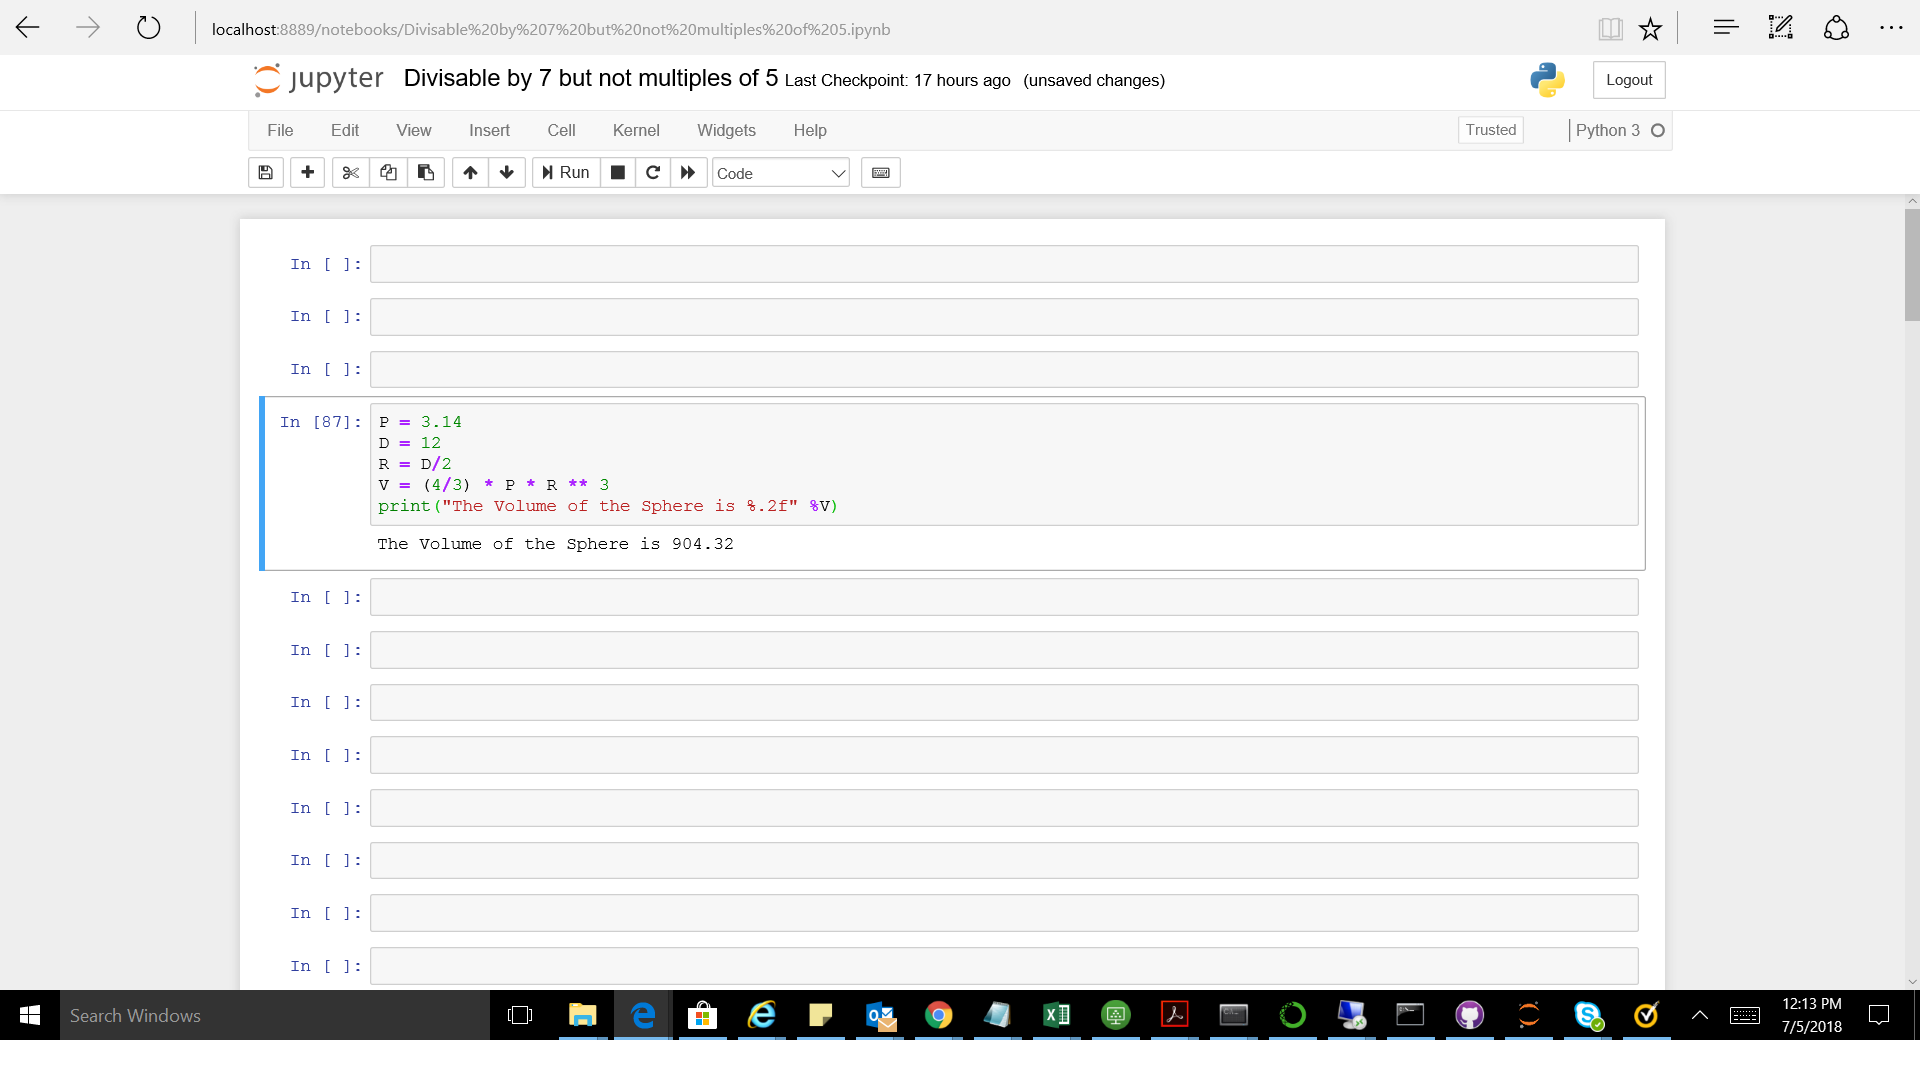 localhost:8889/notebooks/Divisable%20by%207%20but%20not%20multiples%20of%205.ipynb
jupyter Divisable by 7 but not multiples of 5 Last Checkpoint: 17 hours ago (unsaved changes) Logout
File Edit View Insert Cell Kernel Widgets Help Trusted Python 3
Run Code
In [ ]:
In [ ]:
In [ ]:
In [87]: P = 3.14
D = 12
R = D/2
V = (4/3) * P * R ** 3
print("The Volume of the Sphere is %.2f" %V)
The Volume of the Sphere is 904.32
In [ ]:
In [ ]:
In [ ]:
In [ ]:
In [ ]:
In [ ]:
In [ ]:
In [ ]:
Search Windows
12:13 PM
7/5/2018